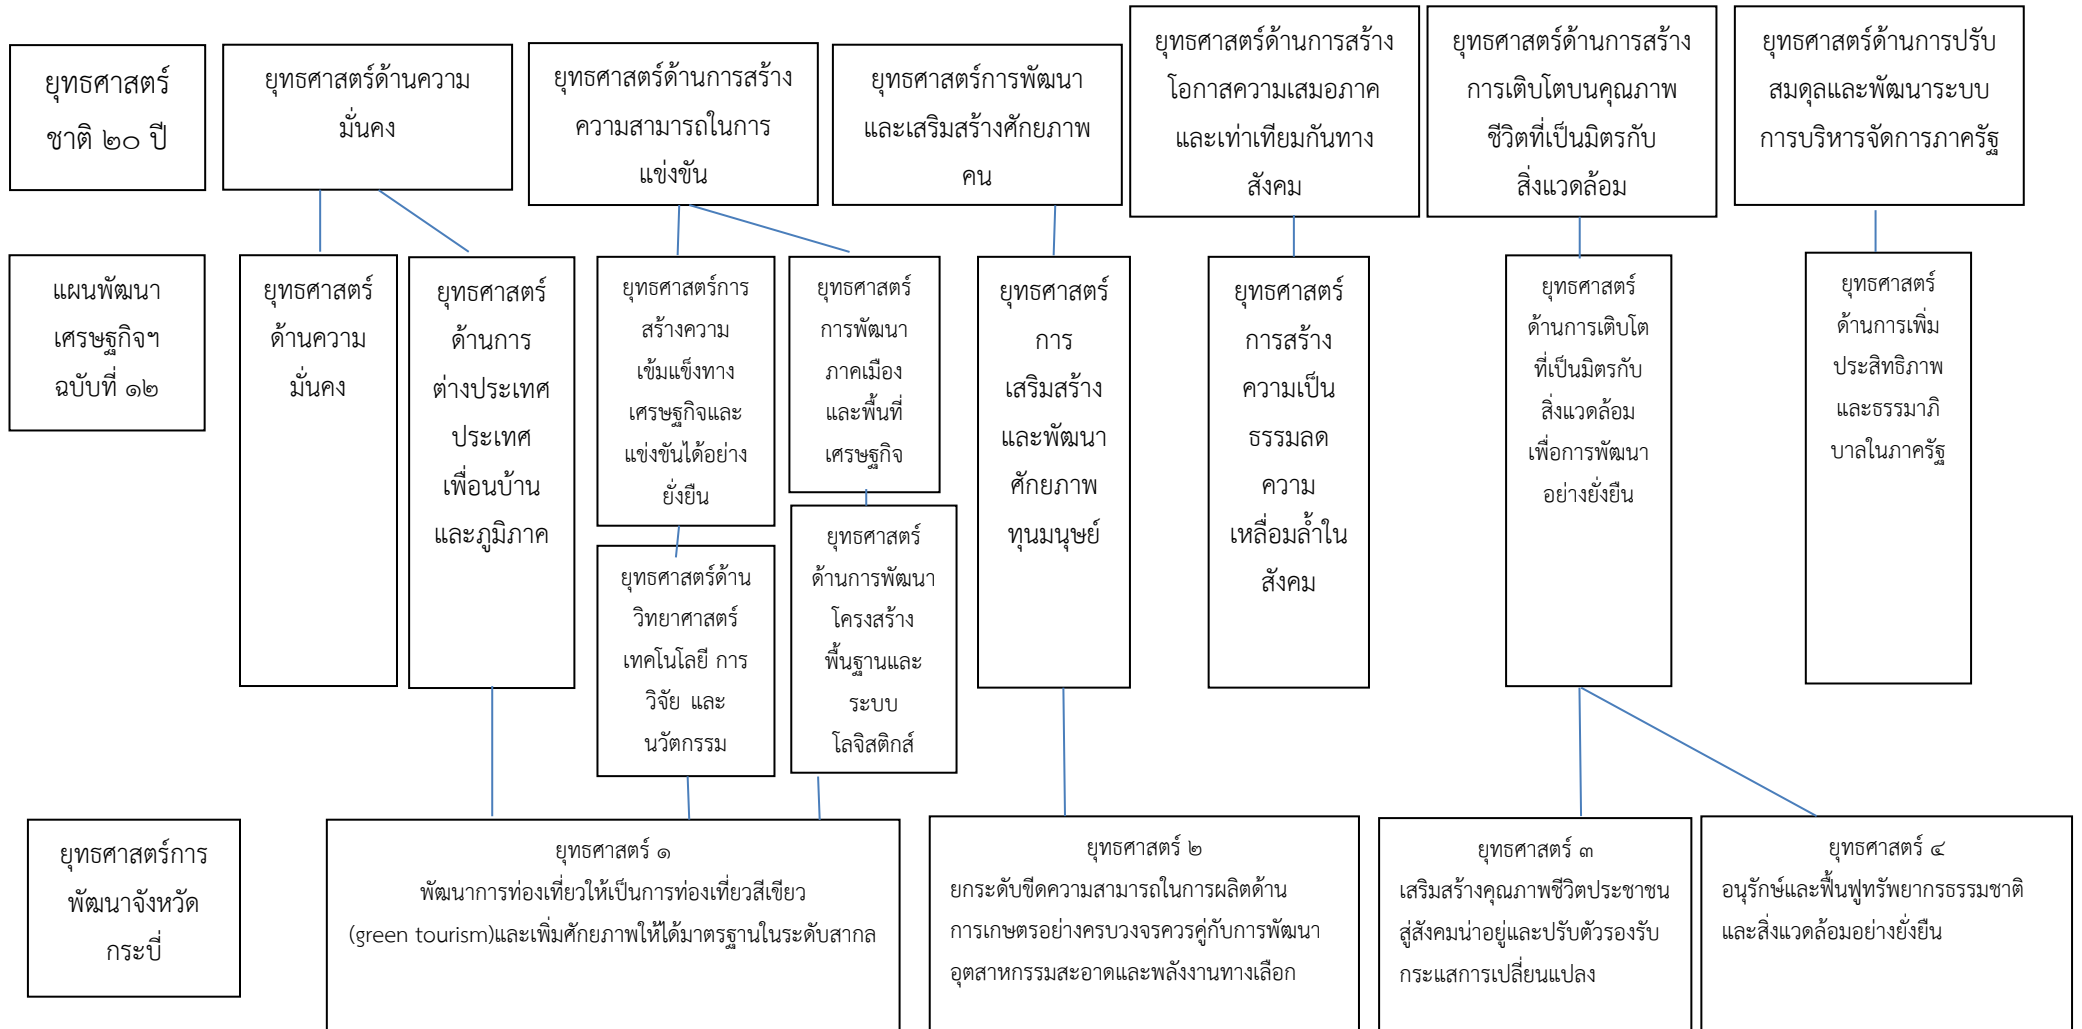 ยุทธศาสตร์
ชาติ ๒๐ ปี
ยุทธศาสตร์ด้านความ
มั่นคง
ยุทธศาสตร์ด้านการสร้าง
ความสามารถในการ
แข่งขัน
ยุทธศาสตร์การพัฒนา
และเสริมสร้างศักยภาพ
คน
ยุทธศาสตร์ด้านการสร้าง
โอกาสความเสมอภาค
และเท่าเทียมกันทาง
สังคม
ยุทธศาสตร์ด้านการสร้าง
การเติบโตบนคุณภาพ
ชีวิตที่เป็นมิตรกับ
สิ่งแวดล้อม
ยุทธศาสตร์ด้านการปรับ
สมดุลและพัฒนาระบบ
การบริหารจัดการภาครัฐ
แผนพัฒนา
เศรษฐกิจฯ
ฉบับที่ ๑๒
ยุทธศาสตร์
ด้านความ
มั่นคง
ยุทธศาสตร์
ด้านการ
ต่างประเทศ
ประเทศ
เพื่อนบ้าน
และภูมิภาค
ยุทธศาสตร์การ
สร้างความ
เข้มแข็งทาง
เศรษฐกิจและ
แข่งขันได้อย่าง
ยั่งยืน
ยุทธศาสตร์ด้าน
วิทยาศาสตร์
เทคโนโลยี การ
วิจัย และ
นวัตกรรม
ยุทธศาสตร์
การพัฒนา
ภาคเมือง
และพื้นที่
เศรษฐกิจ
ยุทธศาสตร์
ด้านการพัฒนา
โครงสร้าง
พื้นฐานและ
ระบบ
โลจิสติกส์
ยุทธศาสตร์
การ
เสริมสร้าง
และพัฒนา
ศักยภาพ
ทุนมนุษย์
ยุทธศาสตร์
การสร้าง
ความเป็น
ธรรมลด
ความ
เหลื่อมล้ำใน
สังคม
ยุทธศาสตร์
ด้านการเติบโต
ที่เป็นมิตรกับ
สิ่งแวดล้อม
เพื่อการพัฒนา
อย่างยั่งยืน
ยุทธศาสตร์
ด้านการเพิ่ม
ประสิทธิภาพ
และธรรมาภิ
บาลในภาครัฐ
ยุทธศาสตร์การ
พัฒนาจังหวัด
กระบี่
ยุทธศาสตร์ ๑
พัฒนาการท่องเที่ยวให้เป็นการท่องเที่ยวสีเขียว
(green tourism)และเพิ่มศักยภาพให้ได้มาตรฐานในระดับสากล
ยุทธศาสตร์ ๒
ยกระดับขีดความสามารถในการผลิตด้าน
การเกษตรอย่างครบวงจรควรคู่กับการพัฒนา
อุตสาหกรรมสะอาดและพลังงานทางเลือก
ยุทธศาสตร์ ๓
เสริมสร้างคุณภาพชีวิตประชาชน
สู่สังคมน่าอยู่และปรับตัวรองรับ
กระแสการเปลี่ยนแปลง
ยุทธศาสตร์ ๔
อนุรักษ์และฟื้นฟูทรัพยากรธรรมชาติ
และสิ่งแวดล้อมอย่างยั่งยืน